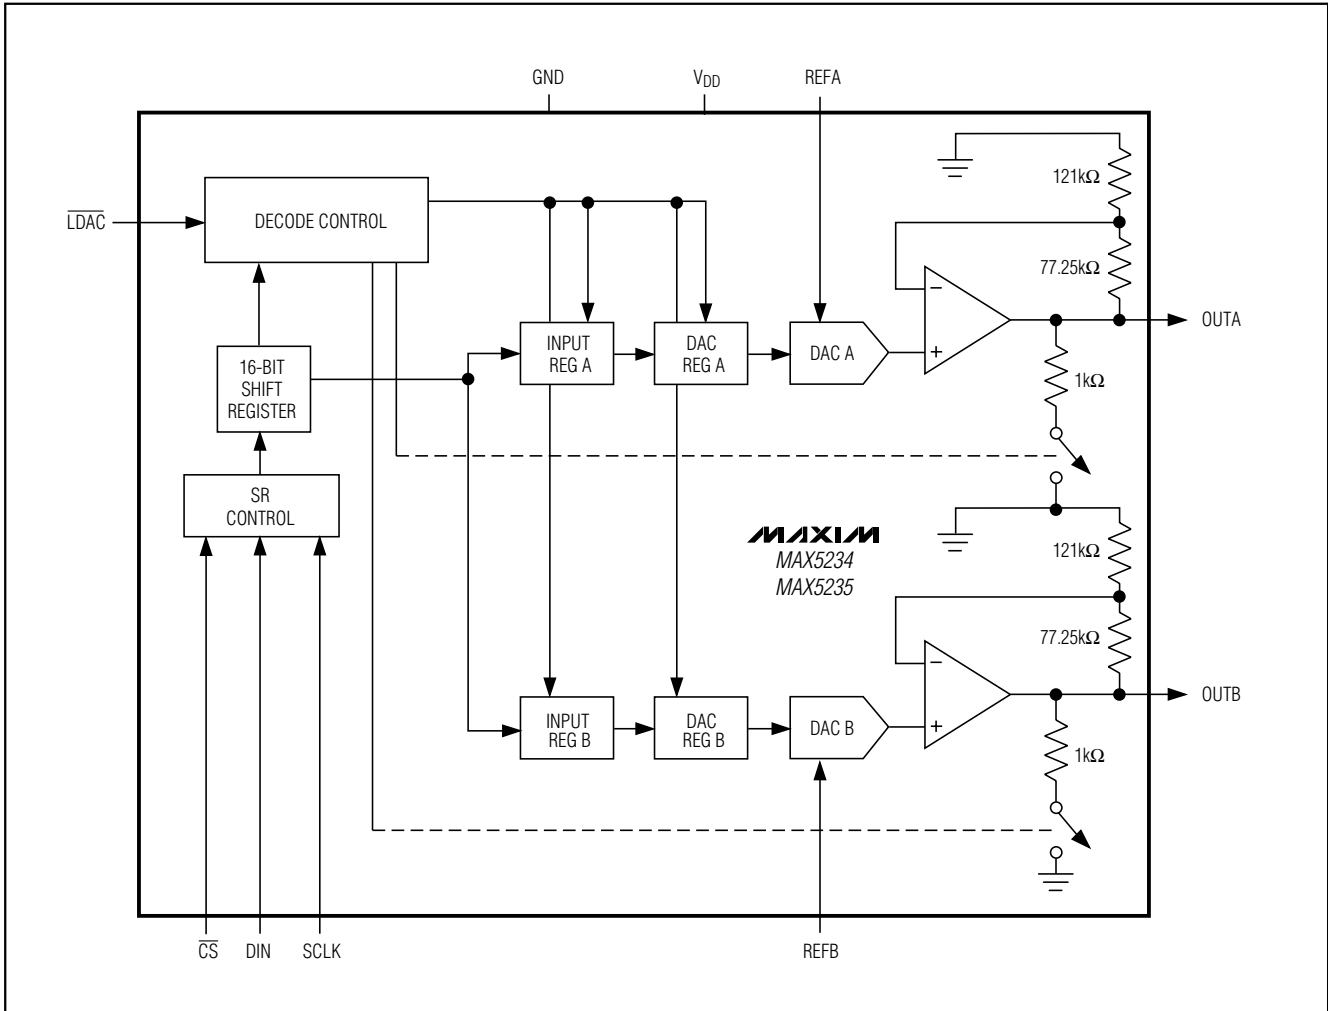 GND
V_DD
REFA
LDAC
DECODE CONTROL
121kΩ
77.25kΩ
OUTA
16-BIT
SHIFT
REGISTER
INPUT
REG A
DAC
REG A
DAC A
−
+
1kΩ
SR
CONTROL
MAXIM
MAX5234
MAX5235
121kΩ
77.25kΩ
OUTB
INPUT
REG B
DAC
REG B
DAC B
−
+
1kΩ
CS
DIN
SCLK
REFB